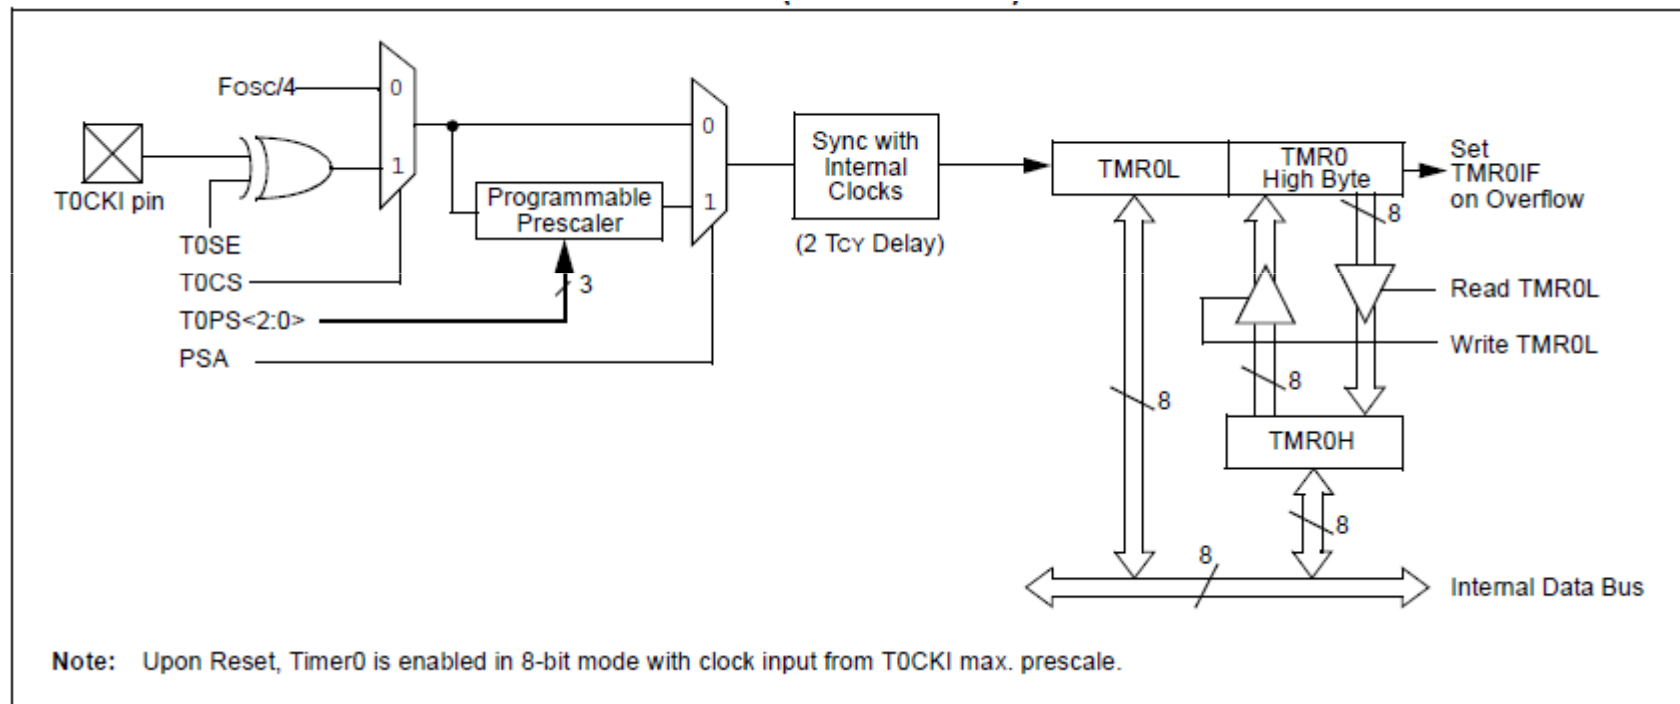 Fosc/4
0
1
T0CKI pin
T0SE
T0CS
T0PS<2:0>
PSA
Programmable
Prescaler
3
0
1
Sync with
Internal
Clocks
(2 TCY Delay)
TMR0L
TMR0
High Byte
Set
TMR0IF
on Overflow
8
Read TMR0L
Write TMR0L
8
8
TMR0H
8
8
Internal Data Bus
Note: Upon Reset, Timer0 is enabled in 8-bit mode with clock input from T0CKI max. prescale.